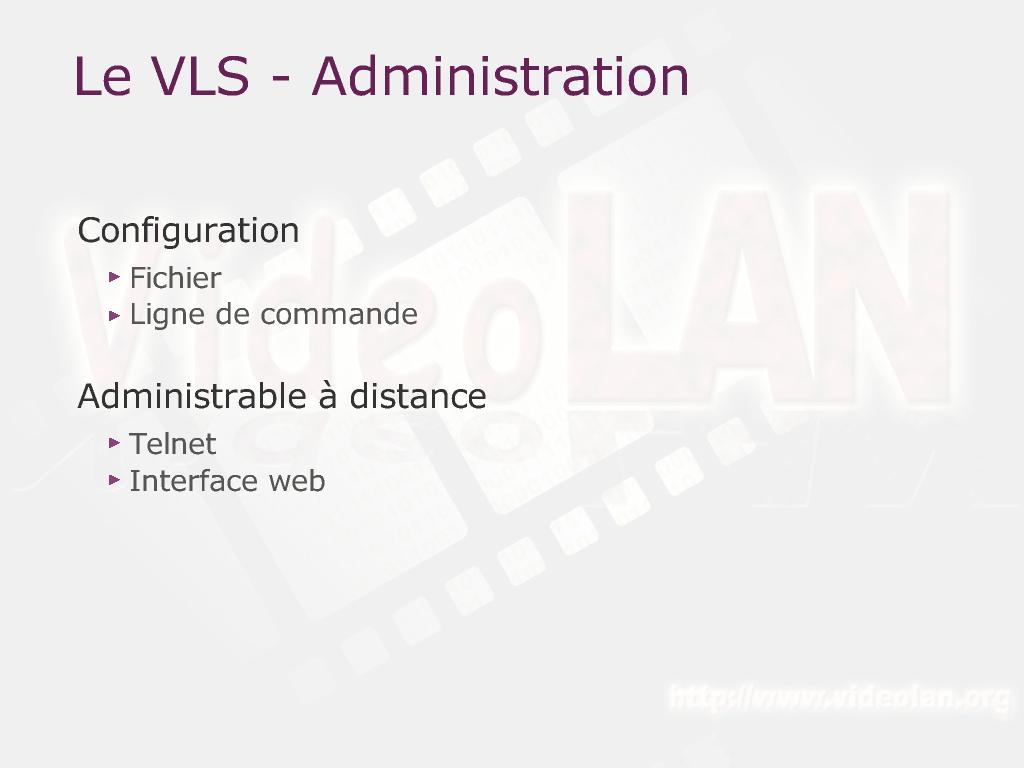 Le VLS - Administration
Configuration
Fichier
Ligne de commande
Administrable à distance
Telnet
Interface web
VideoLAN
http://www.videolan.org